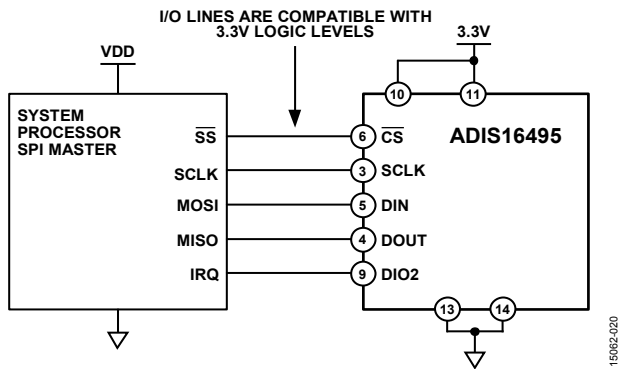 I/O LINES ARE COMPATIBLE WITH
3.3V LOGIC LEVELS
VDD
3.3V
10
11
SYSTEM
PROCESSOR
SPI MASTER
ADIS16495
SS
6
CS
SCLK
3
SCLK
MOSI
5
DIN
MISO
4
DOUT
IRQ
9
DIO2
13
14
15062-020